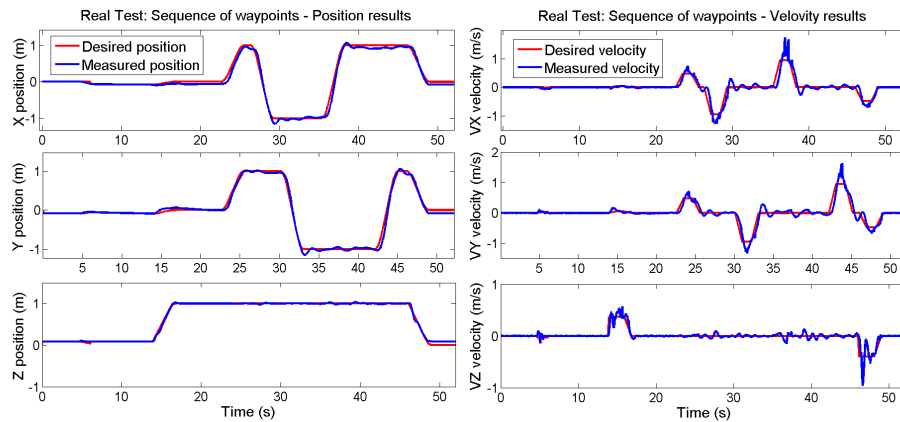 Real Test: Sequence of waypoints - Position results
X position (m)
1
0
-1
Desired position
Measured position
0 10 20 30 40 50
Y position (m)
1
0
-1
5 10 15 20 25 30 35 40 45 50
Z position (m)
1
0
-1
0 10 20 30 40 50
Time (s)
Real Test: Sequence of waypoints - Velovity results
VX velocity (m/s)
1
0
-1
Desired velocity
Measured velocity
0 10 20 30 40 50
VY velocity (m/s)
2
1
0
-1
5 10 15 20 25 30 35 40 45 50
VZ velocity (m/s)
1
0
-1
0 10 20 30 40 50
Time (s)